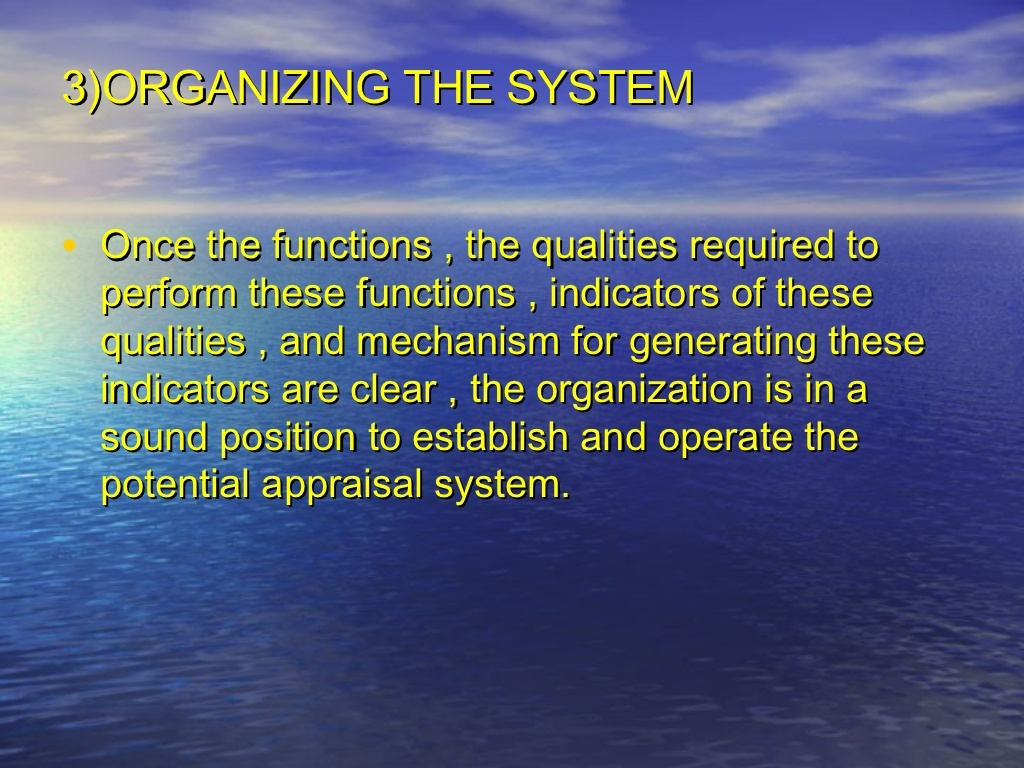 3)ORGANIZING THE SYSTEM
• Once the functions , the qualities required to
perform these functions , indicators of these
qualities , and mechanism for generating these
indicators are clear , the organization is in a
sound position to establish and operate the
potential appraisal system.